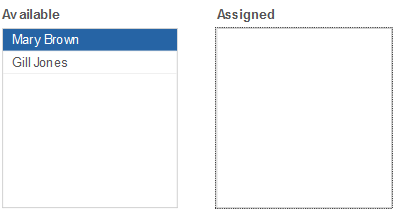 Available
Assigned
Mary Brown
Gill Jones